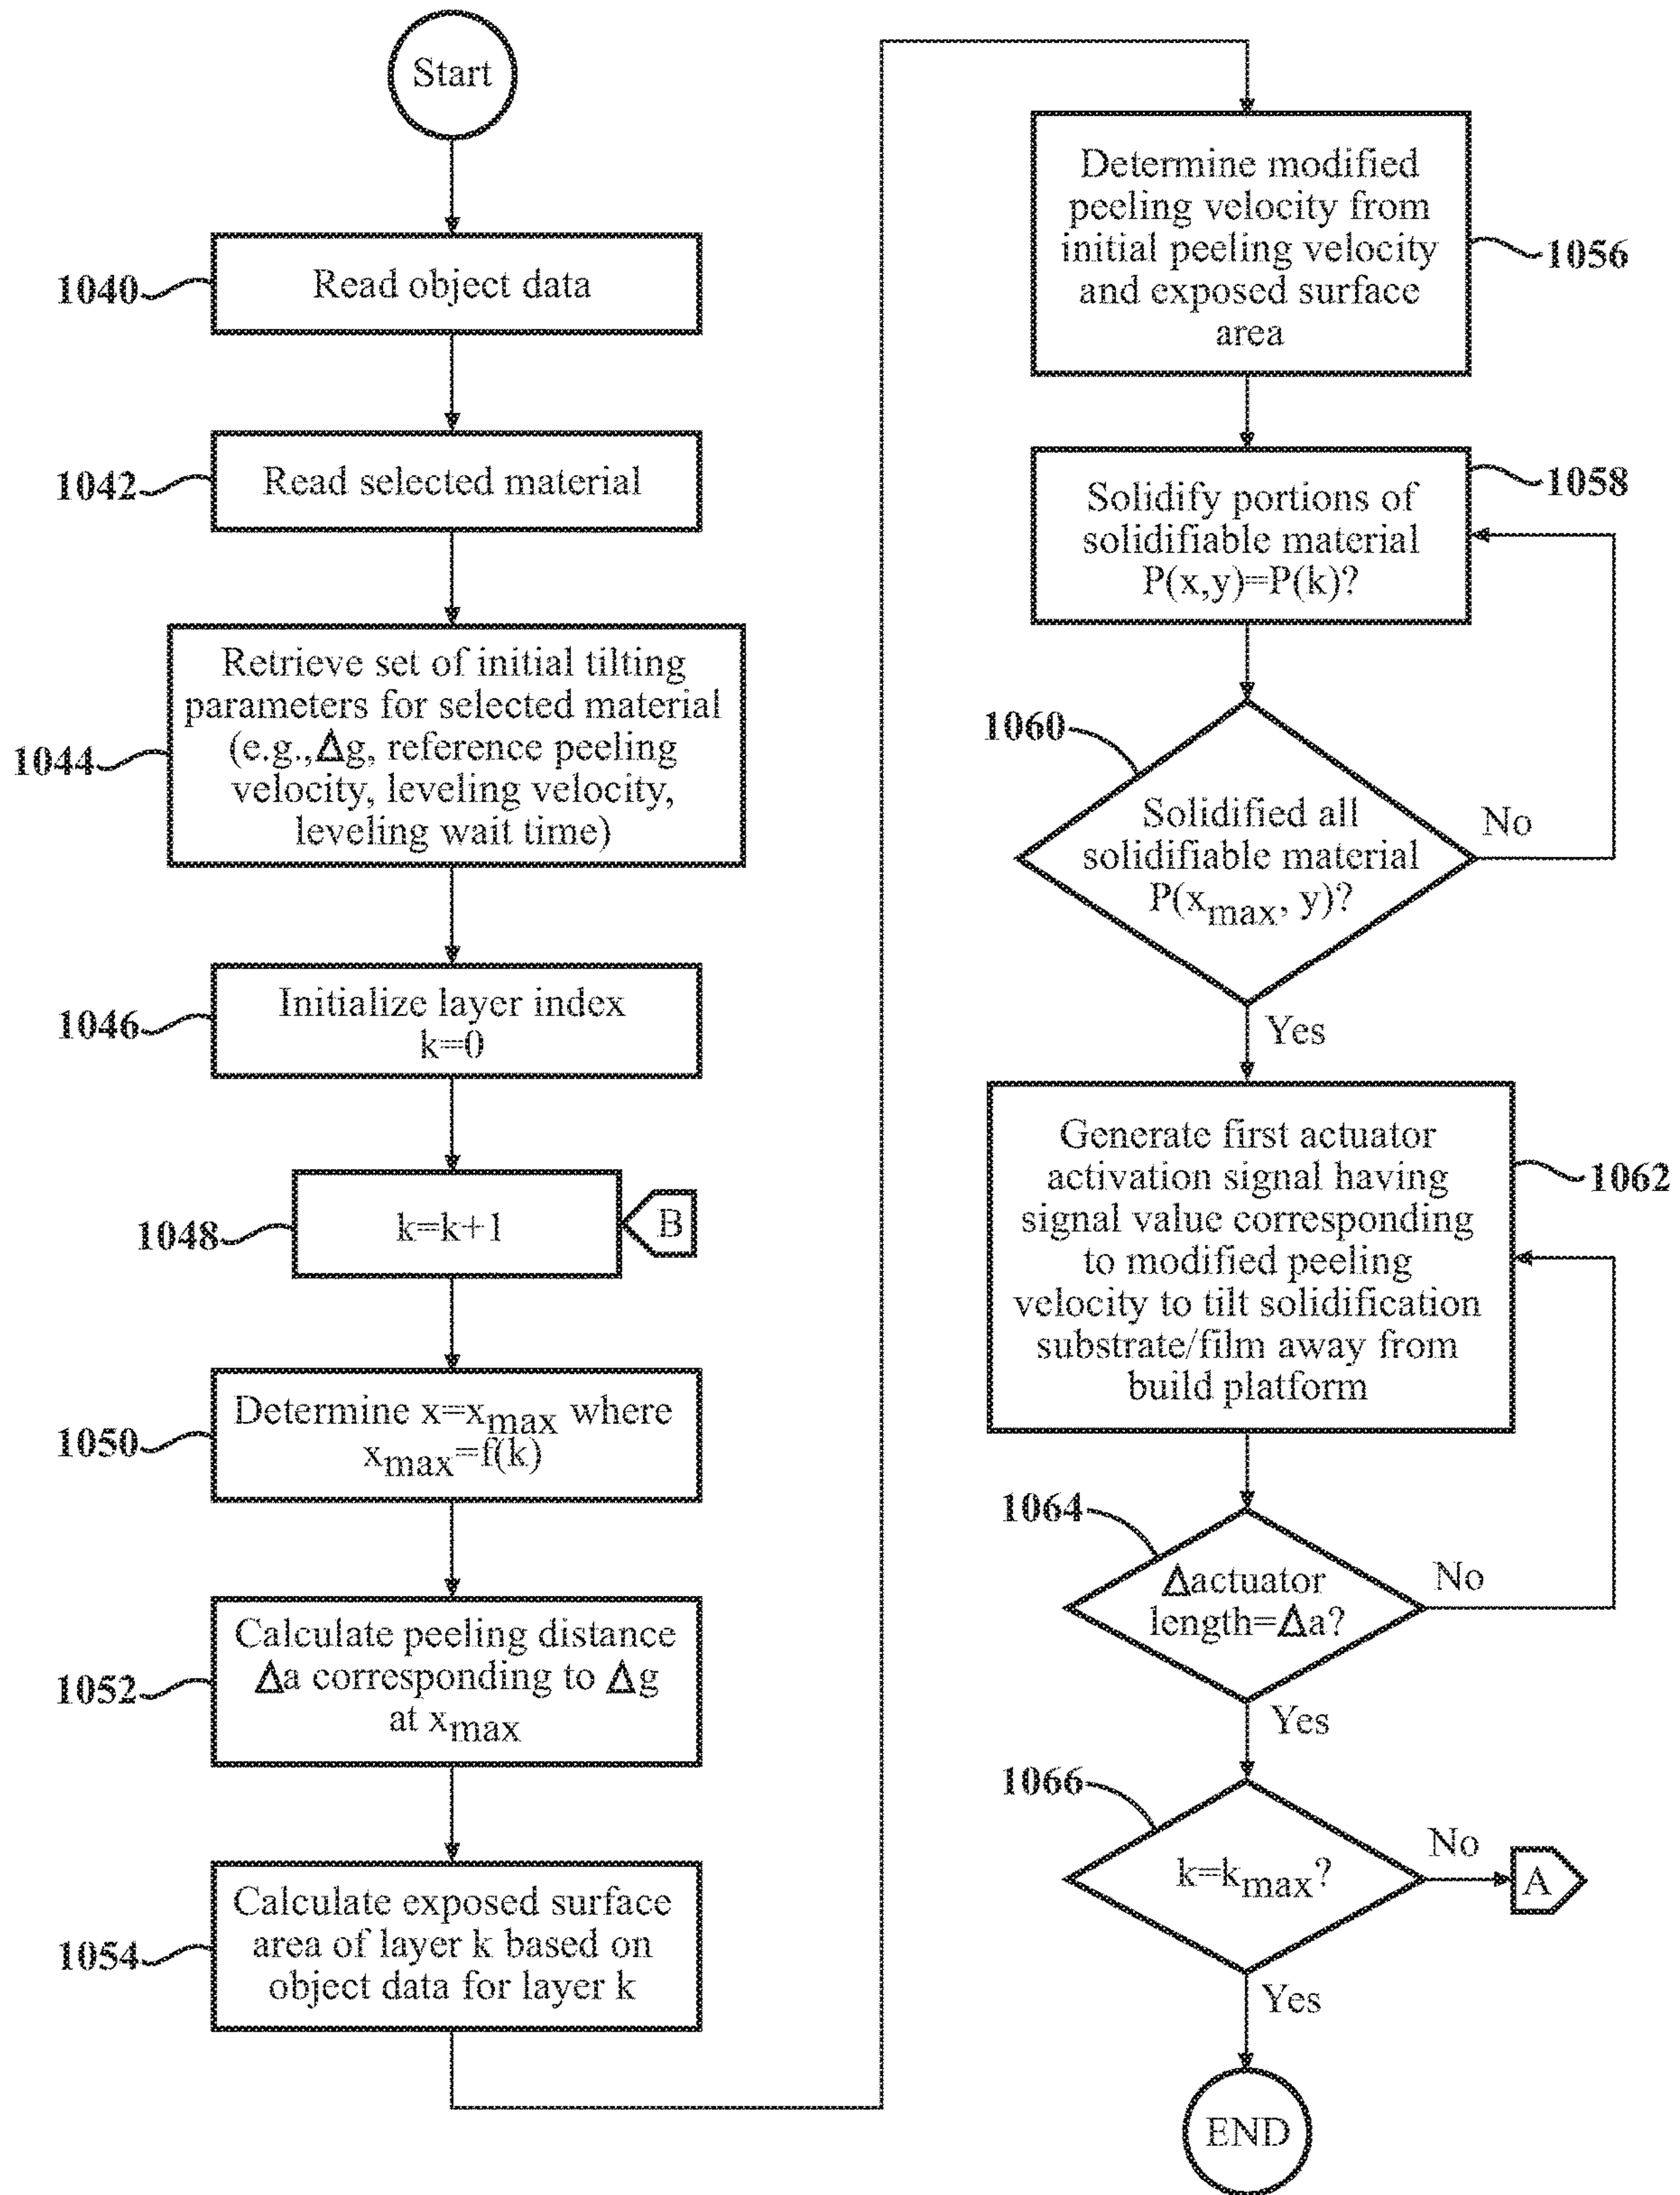 Start
1040
Read object data
1042
Read selected material
1044
Retrieve set of initial tilting
parameters for selected material
(e.g., Δg, reference peeling
velocity, leveling velocity,
leveling wait time)
1046
Initialize layer index
k=0
1048
k=k+1
B
1050
Determine x=xmax where
xmax=f(k)
1052
Calculate peeling distance
Δa corresponding to Δg
at xmax
1054
Calculate exposed surface
area of layer k based on
object data for layer k
Determine modified
peeling velocity from
initial peeling velocity
and exposed surface
area
1056
Solidify portions of
solidifiable material
P(x,y)=P(k)?
1058
1060
Solidified all
solidifiable material
P(xmax, y)?
No
Yes
Generate first actuator
activation signal having
signal value corresponding
to modified peeling
velocity to tilt solidification
substrate/film away from
build platform
1062
1064
Δactuator
length=Δa?
No
Yes
1066
k=kmax?
No
A
Yes
END